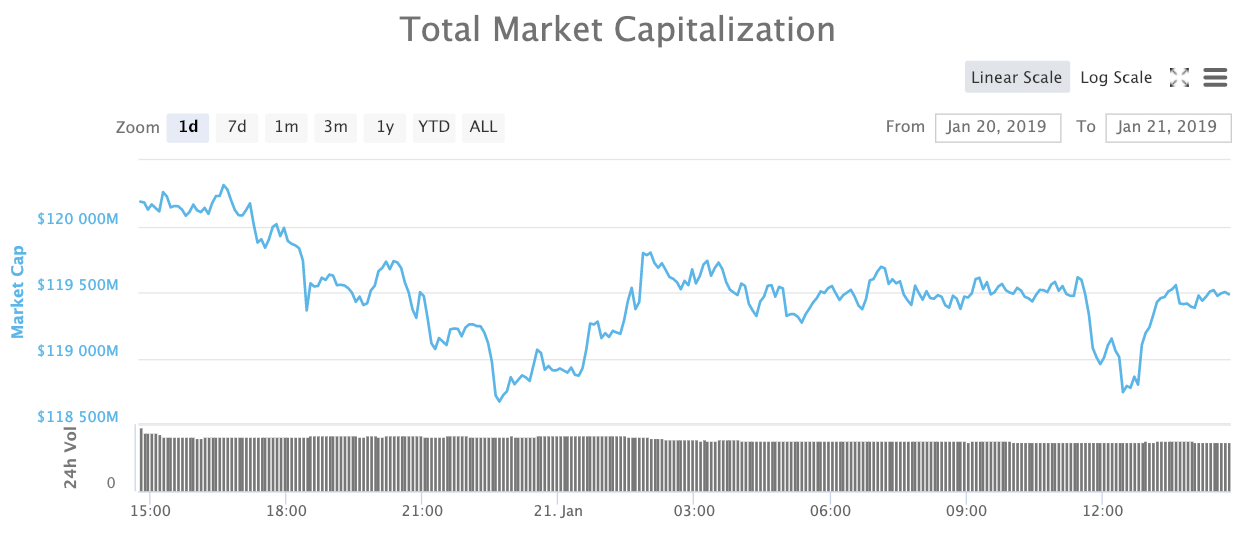 Total Market Capitalization
Linear Scale Log Scale
Zoom 1d 7d 1m 3m 1y YTD ALL From Jan 20, 2019 To Jan 21, 2019
Market Cap
$120 000M
$119 500M
$119 000M
$118 500M
24h Vol
0
15:00 18:00 21:00 21. Jan 03:00 06:00 09:00 12:00